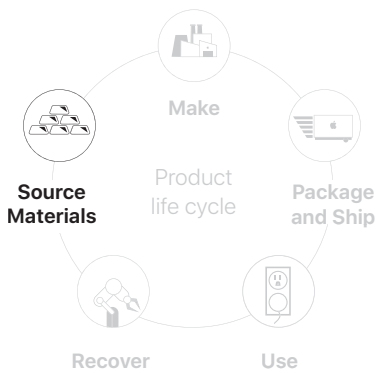 Make
Source
Materials
Product
life cycle
Package
and Ship
Recover
Use